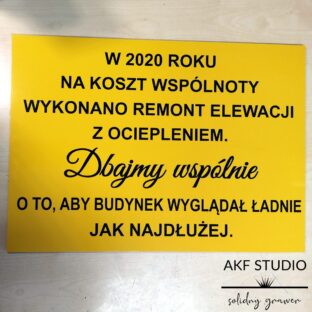 W 2020 ROKU
NA KOSZT WSPÓLNOTY
WYKONANO REMONT ELEWACJI
Z OCIEPLENIEM.
Dbajmy wspólnie
O TO, ABY BUDYNEK WYGLĄDAŁ ŁADNIE
JAK NAJDŁUŻEJ.
AKF STUDIO
solidny grawer